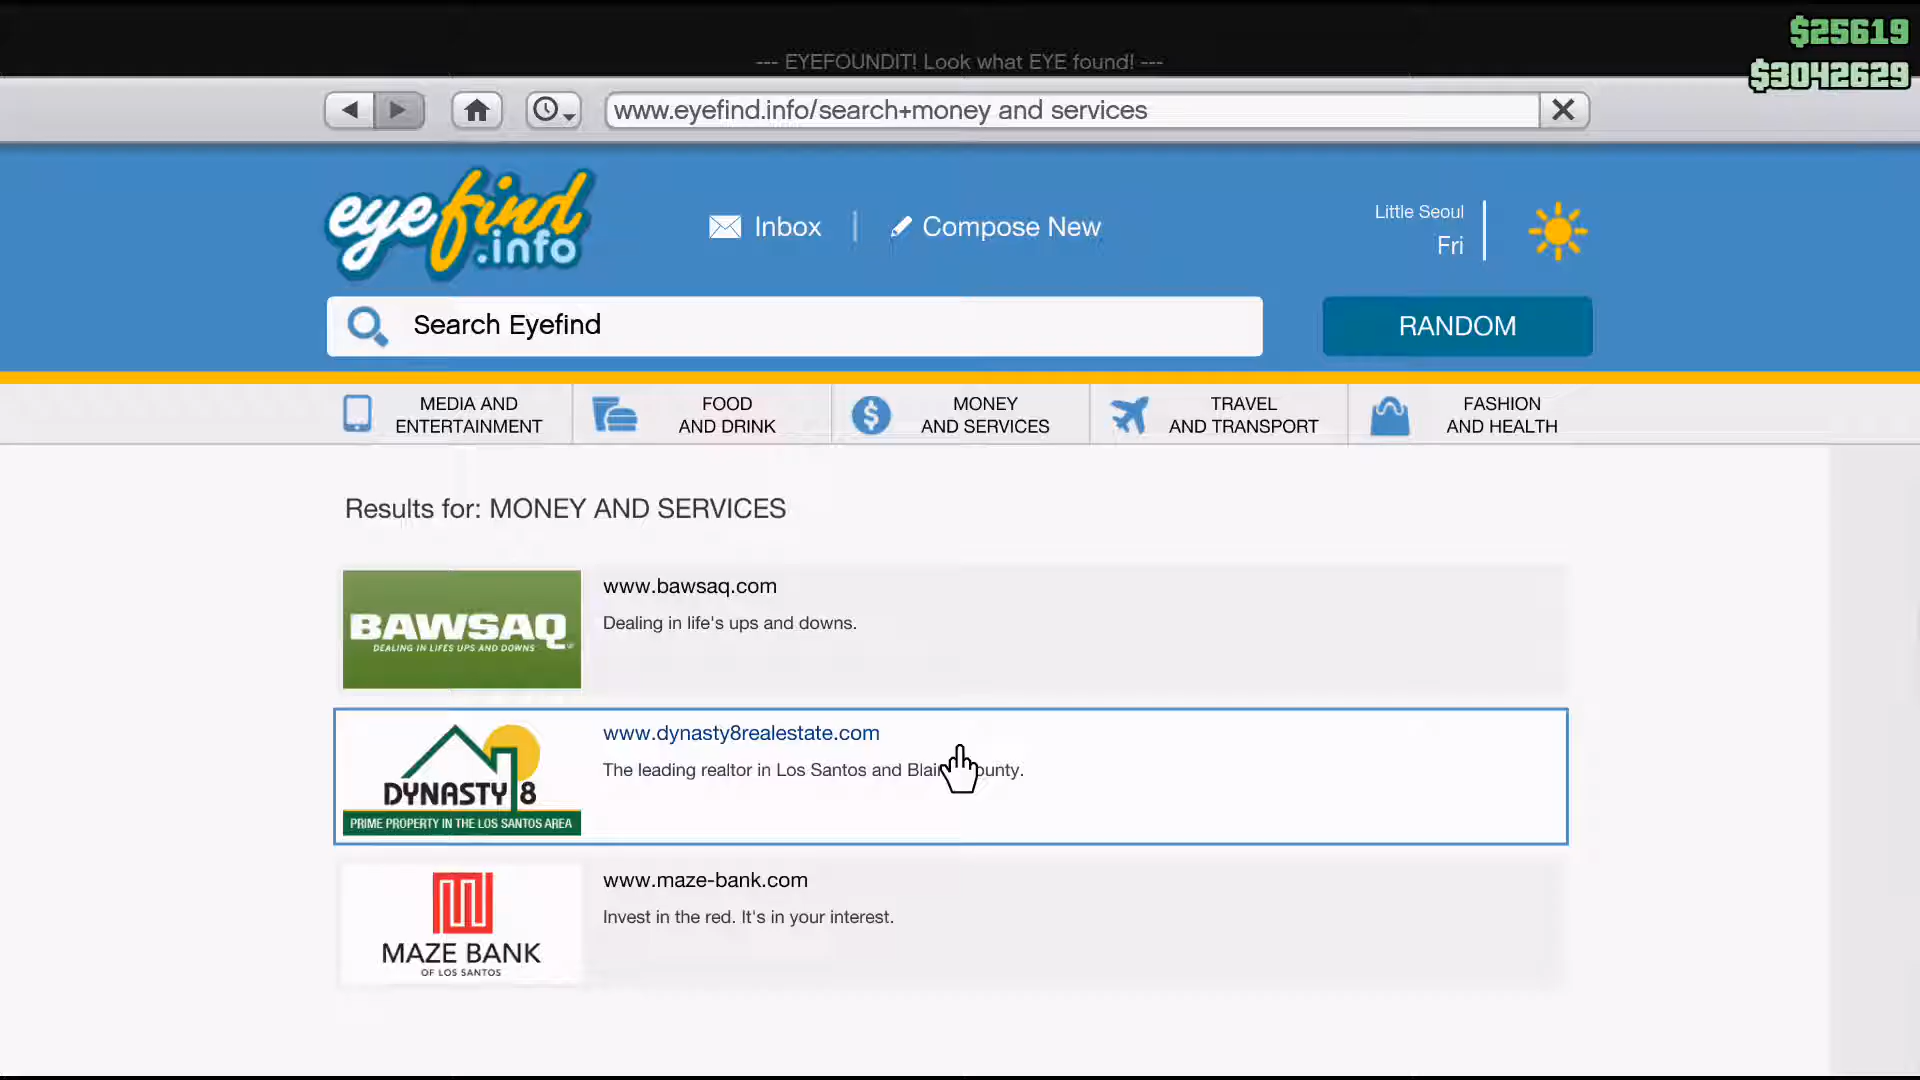 $25619
--- EYEFOUNDIT! Look what EYE found! ---
$3042629
www.eyefind.info/search+money and services
eyefind
.info
Inbox
Compose New
Little Seoul
Fri
Search Eyefind
RANDOM
MEDIA AND
ENTERTAINMENT
FOOD
AND DRINK
MONEY
AND SERVICES
TRAVEL
AND TRANSPORT
FASHION
AND HEALTH
Results for: MONEY AND SERVICES
BAWSAQ
DEALING IN LIFES UPS AND DOWNS
www.bawsaq.com
Dealing in life's ups and downs.
DYNASTY 8
PRIME PROPERTY IN THE LOS SANTOS AREA
www.dynasty8realestate.com
The leading realtor in Los Santos and
MAZE BANK
OF LOS SANTOS
www.maze-bank.com
Invest in the red. It's in your interest.